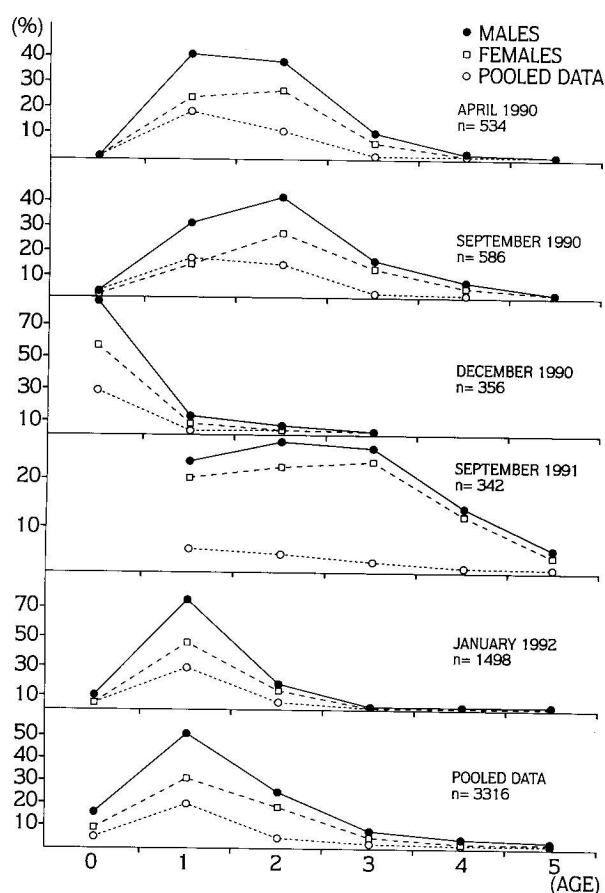 (%)
● MALES
□ FEMALES
○ POOLED DATA
40
30
20
10
APRIL 1990
n= 534
40
30
20
10
SEPTEMBER 1990
n= 586
70
50
30
10
DECEMBER 1990
n= 356
20
10
SEPTEMBER 1991
n= 342
70
50
30
10
JANUARY 1992
n= 1498
50
40
30
20
10
POOLED DATA
n= 3316
0 1 2 3 4 5
(AGE)